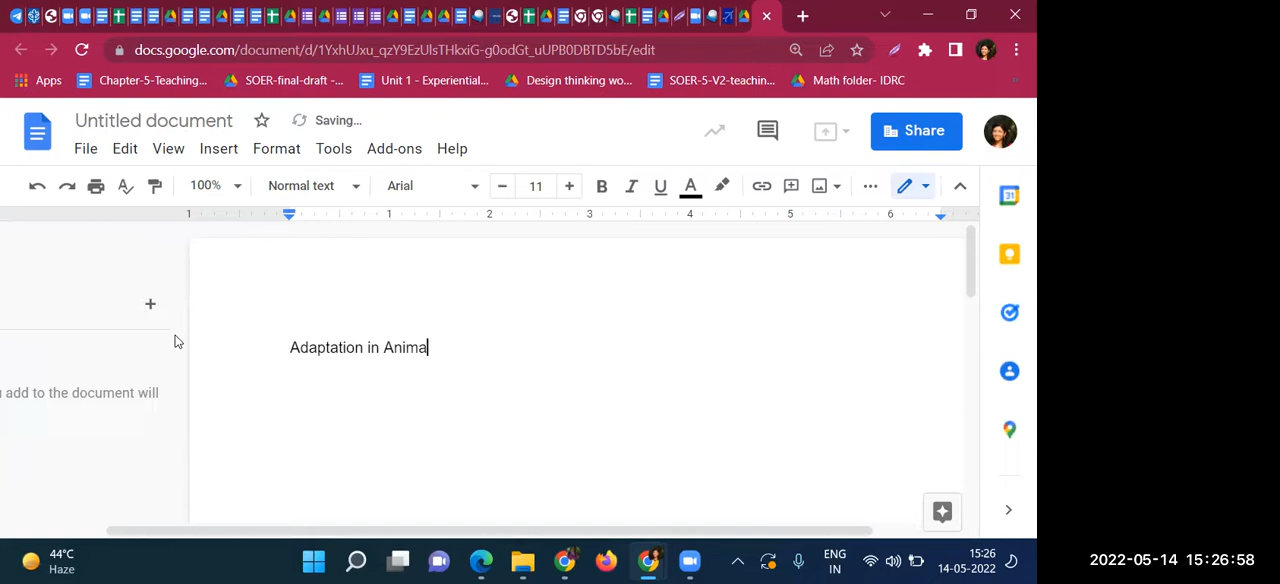 docs.google.com/document/d/1YxhUJxu_qzY9EzUlsTHkxiG-g0odGt_uUPB0DBTD5bE/edit
Apps Chapter-5-Teaching... SOER-final-draft -... Unit 1 - Experiential... Design thinking wo... SOER-5-V2-teachin... Math folder- IDRC
Untitled document Saving...
File Edit View Insert Format Tools Add-ons Help
Share
100% Normal text Arial 11 B I U A
1 1 2 3 4 5 6
31
Adaptation in Anima
add to the document will
44°C
Haze
ENG
IN
15:26
14-05-2022
2022-05-14 15:26:58